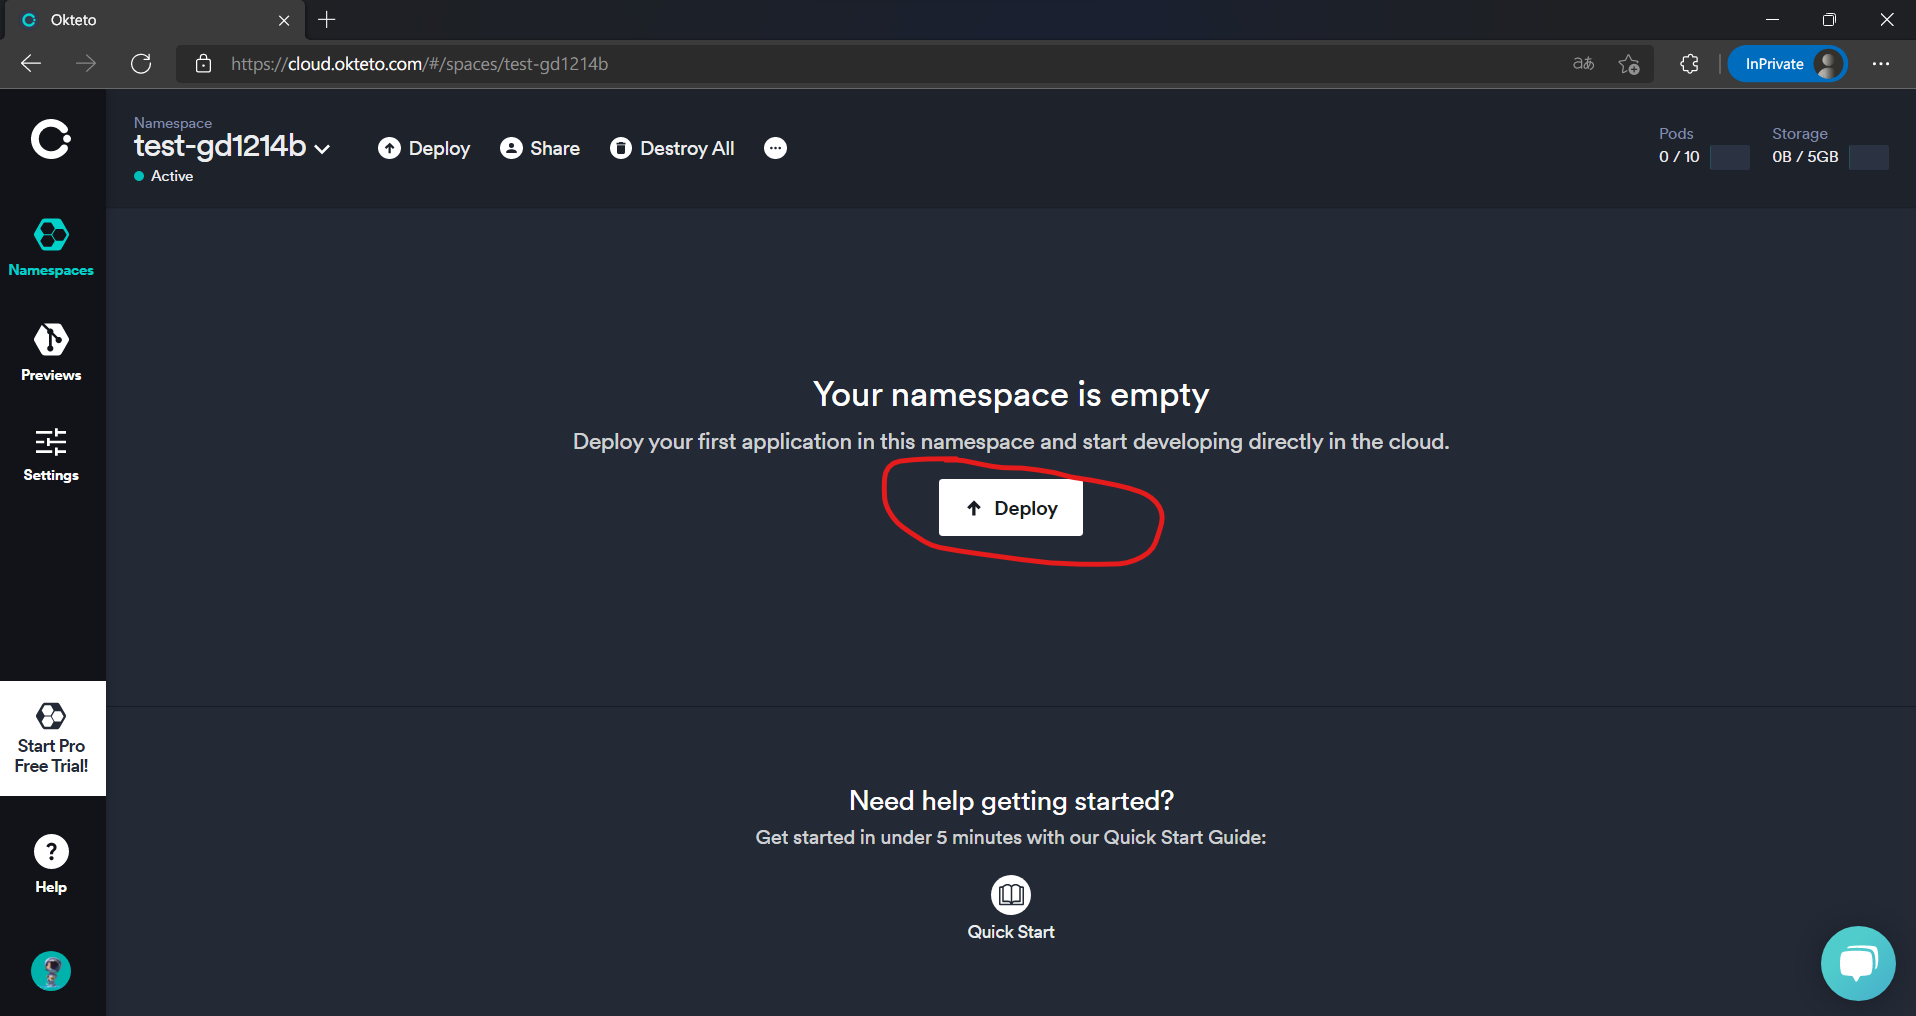 Okteto
https://cloud.okteto.com/#/spaces/test-gd1214b
aあ
InPrivate
Namespace
test-gd1214b
Active
Deploy
Share
Destroy All
Pods
0 / 10
Storage
0B / 5GB
Namespaces
Previews
Settings
Start Pro
Free Trial!
Help
Your namespace is empty
Deploy your first application in this namespace and start developing directly in the cloud.
Deploy
Need help getting started?
Get started in under 5 minutes with our Quick Start Guide:
Quick Start